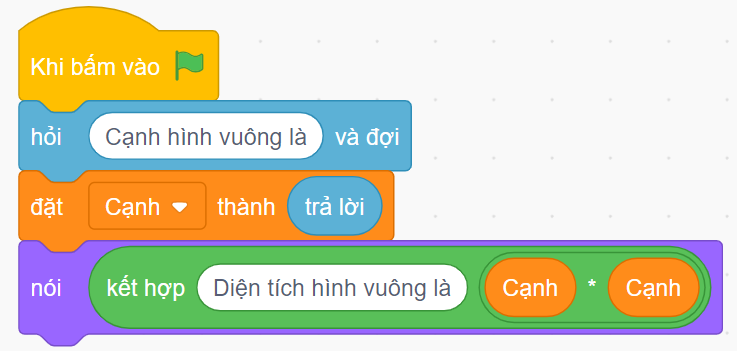 Khi bấm vào
hỏi Cạnh hình vuông là và đợi
đặt Cạnh thành trả lời
nói kết hợp Diện tích hình vuông là Cạnh * Cạnh